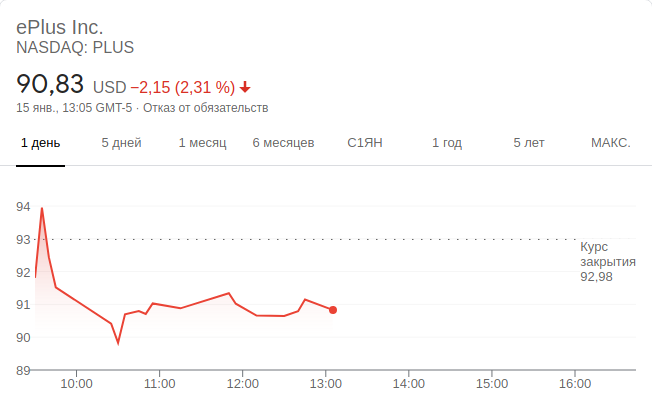 ePlus Inc.
NASDAQ: PLUS
90,83 USD −2,15 (2,31 %)
15 янв., 13:05 GMT-5 · Отказ от обязательств
1 день 5 дней 1 месяц 6 месяцев С1ЯН 1 год 5 лет МАКС.
94
93
92
91
90
89
Курс
закрытия
92,98
10:00 11:00 12:00 13:00 14:00 15:00 16:00